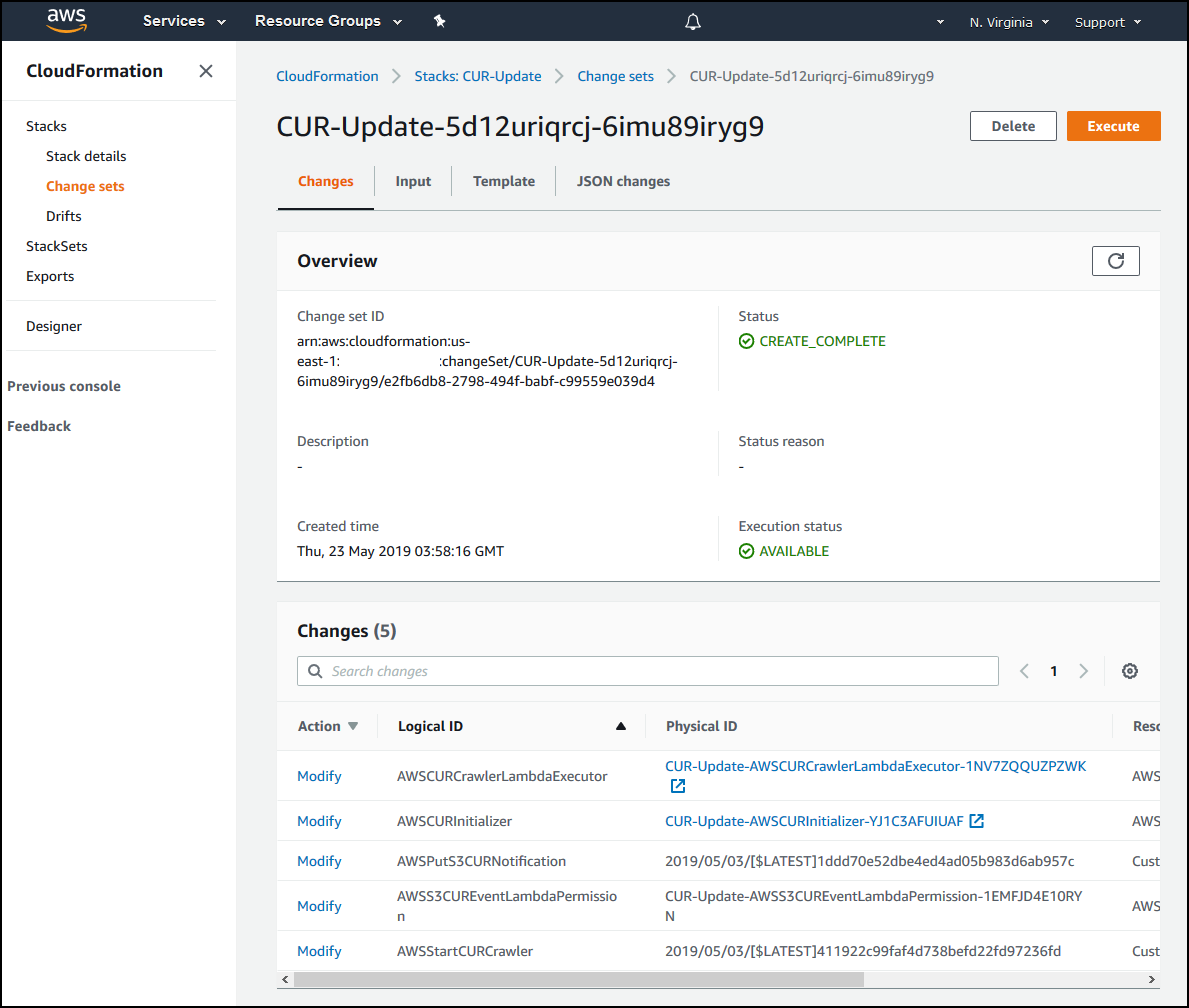 aws Services Resource Groups N. Virginia Support
CloudFormation
Stacks
Stack details
Change sets
Drifts
StackSets
Exports
Designer
Previous console
Feedback
CloudFormation Stacks: CUR-Update Change sets CUR-Update-5d12uriqrcj-6imu89iryg9
CUR-Update-5d12uriqrcj-6imu89iryg9 Delete Execute
Changes Input Template JSON changes
Overview
Change set ID Status
arn:aws:cloudformation:us- CREATE_COMPLETE
east-1: :changeSet/CUR-Update-5d12uriqrcj-
6imu89iryg9/e2fb6db8-2798-494f-babf-c99559e039d4
Description Status reason
- -
Created time Execution status
Thu, 23 May 2019 03:58:16 GMT AVAILABLE
Changes (5)
Search changes 1
Action Logical ID Physical ID Resc
Modify AWSCURCrawlerLambdaExecutor CUR-Update-AWSCURCrawlerLambdaExecutor-1NV7ZQQUZPZWK AWS
Modify AWSCURInitializer CUR-Update-AWSCURInitializer-YJ1C3AFUIUAF AWS
Modify AWSPutS3CURNotification 2019/05/03/[$LATEST]1ddd70e52dbe4ed4ad05b983d6ab957c Cust
Modify AWSS3CUREventLambdaPermissio CUR-Update-AWSS3CUREventLambdaPermission-1EMFJD4E10RY AWS
n N
Modify AWSStartCURCrawler 2019/05/03/[$LATEST]411922c99faf4d738befd22fd97236fd Cust